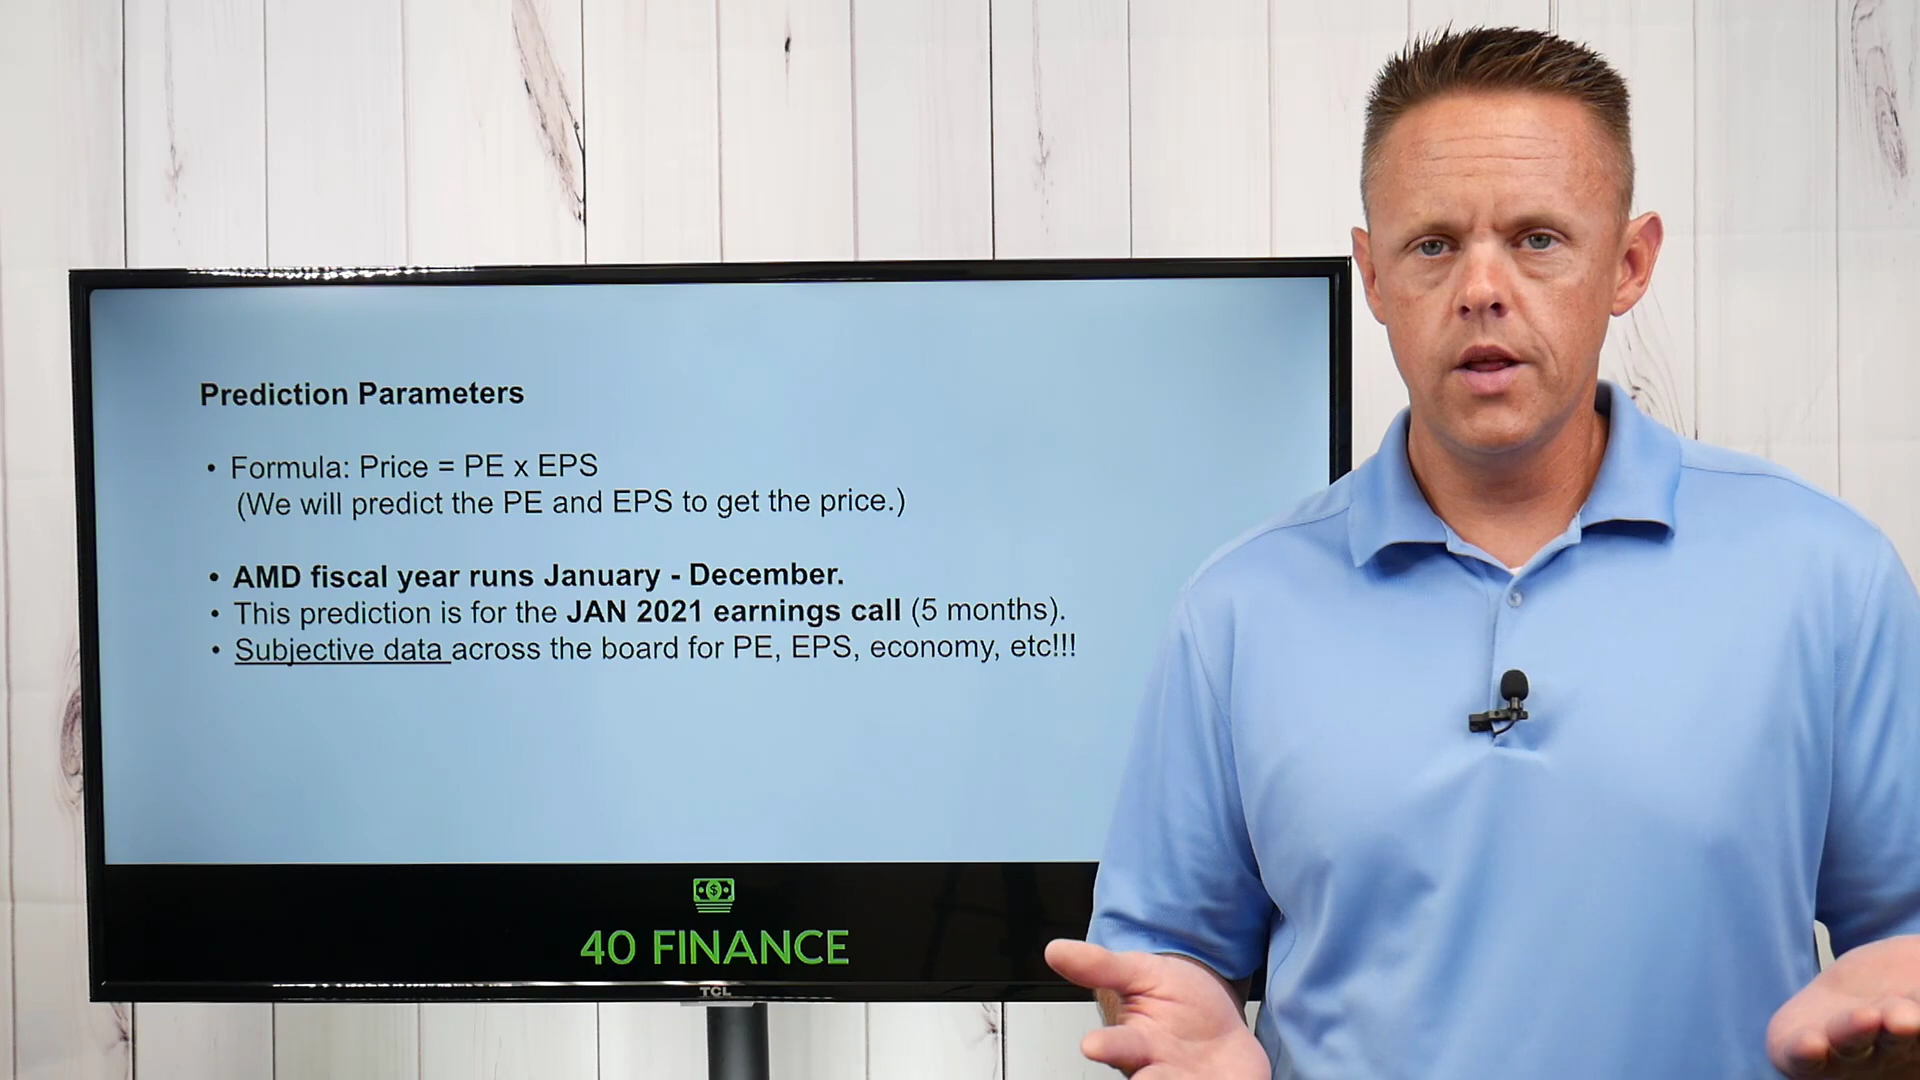 Prediction Parameters
• Formula: Price = PE x EPS
(We will predict the PE and EPS to get the price.)
• AMD fiscal year runs January - December.
• This prediction is for the JAN 2021 earnings call (5 months).
• Subjective data across the board for PE, EPS, economy, etc!!!
$
40 FINANCE
TCL